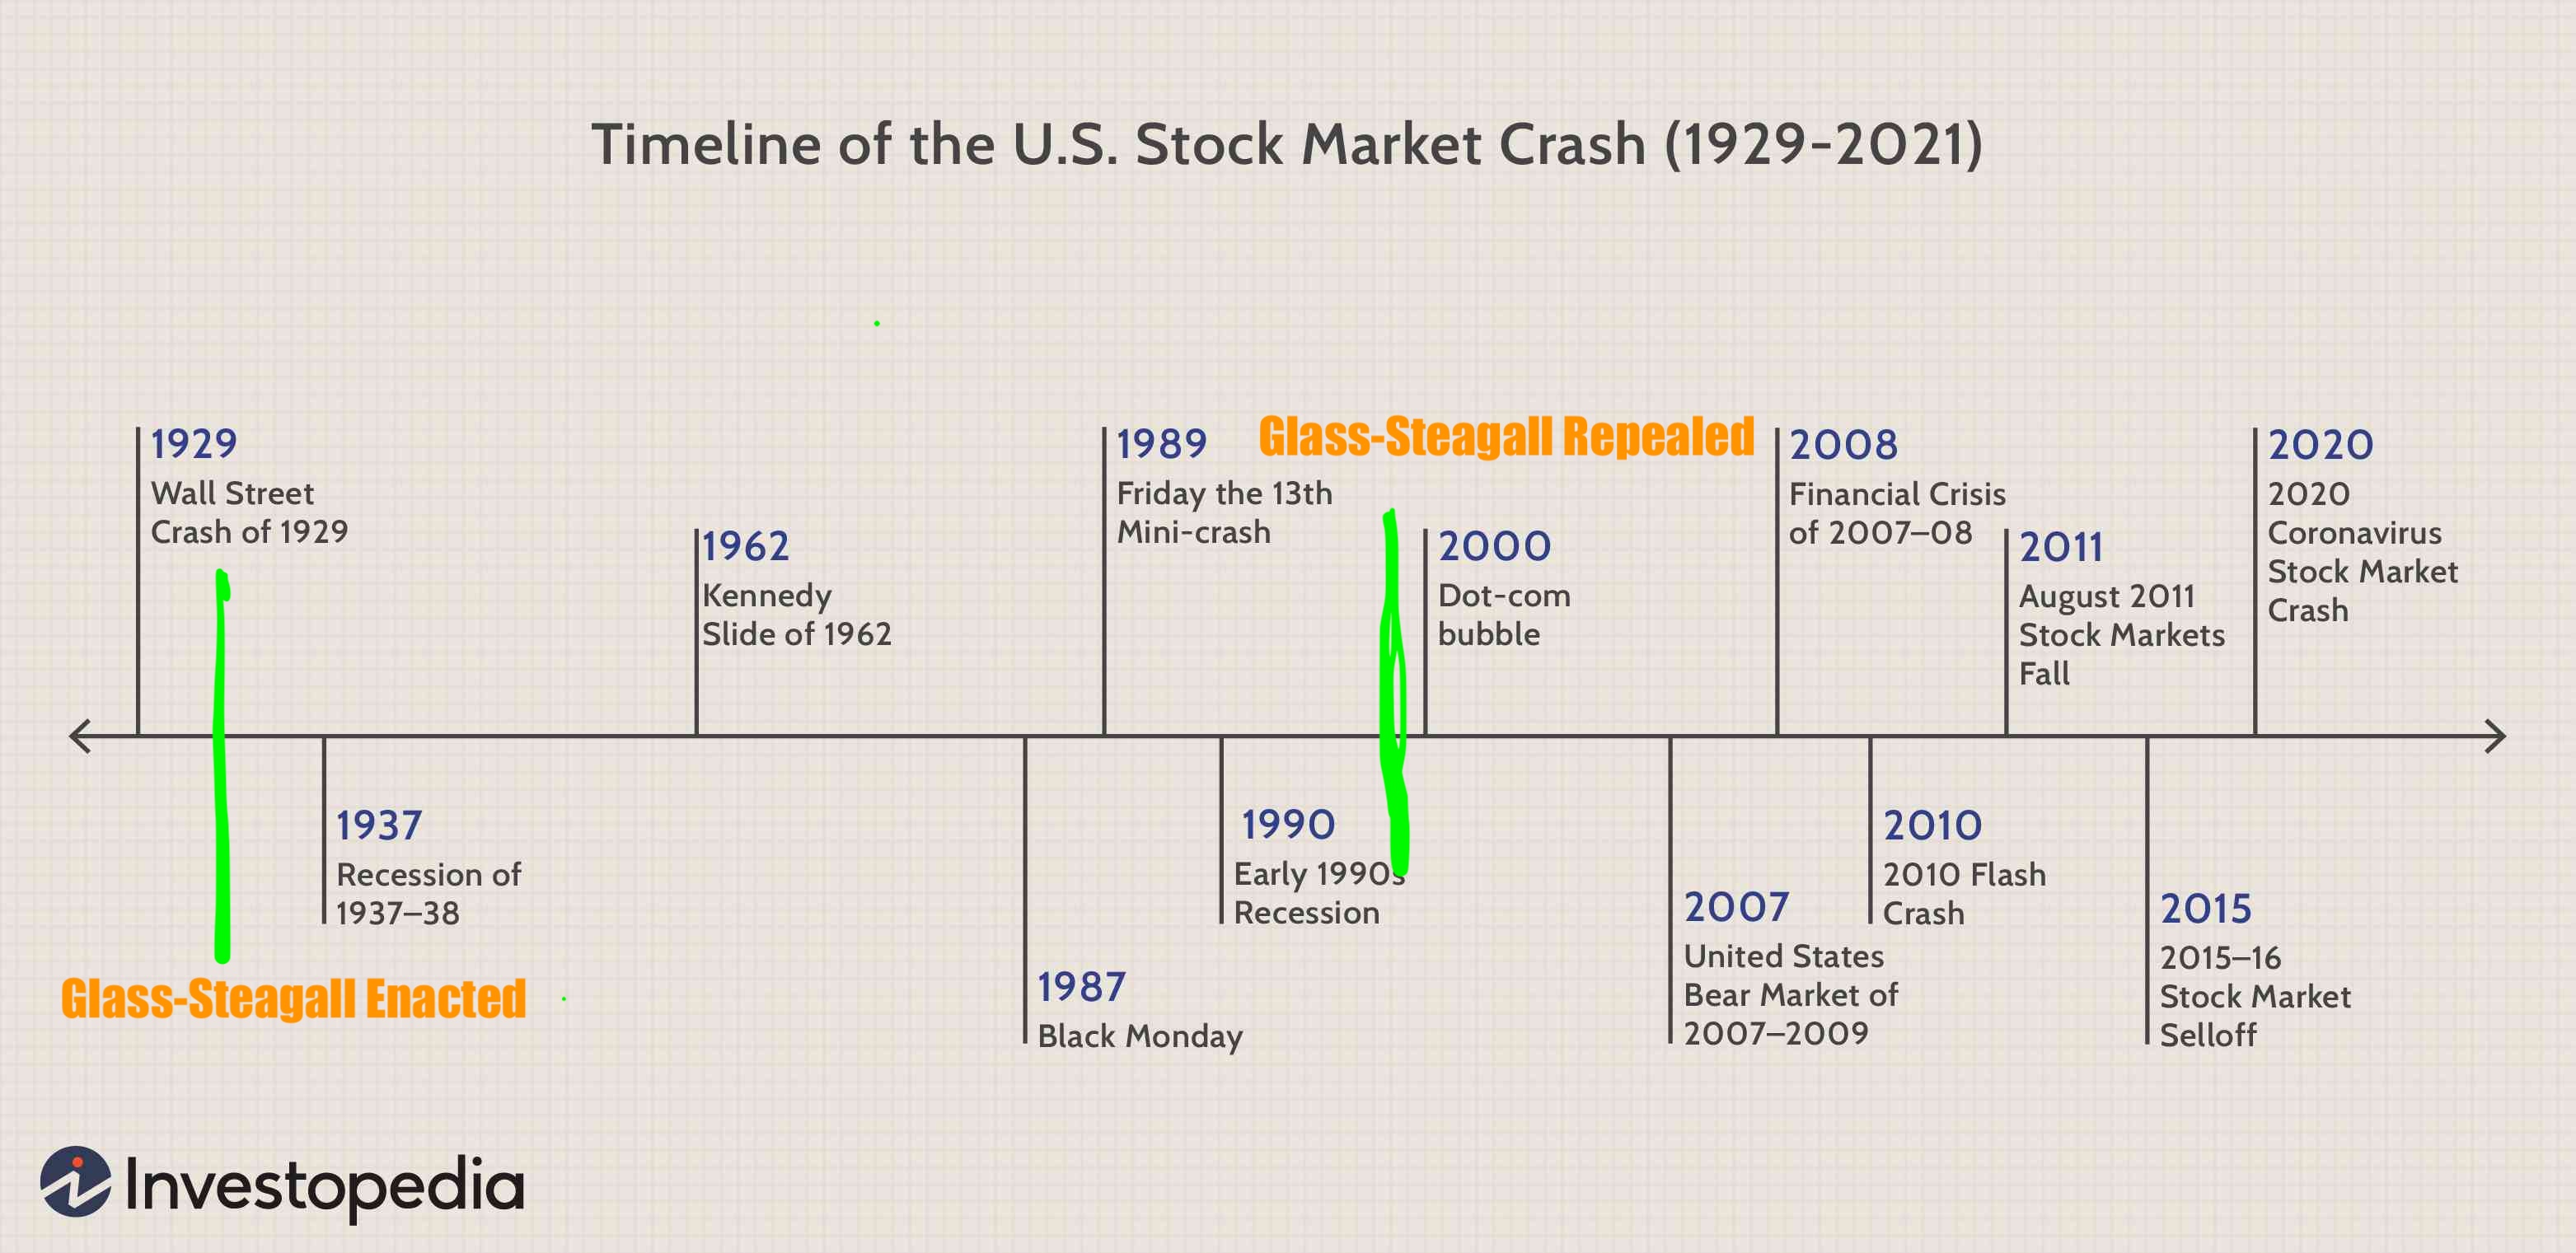 Timeline of the U.S. Stock Market Crash (1929-2021)
1929
Wall Street
Crash of 1929
Glass-Steagall Enacted
1937
Recession of
1937–38
1962
Kennedy
Slide of 1962
1987
Black Monday
1989
Friday the 13th
Mini-crash
1990
Early 1990s
Recession
Glass-Steagall Repealed
2000
Dot-com
bubble
2007
United States
Bear Market of
2007–2009
2008
Financial Crisis
of 2007–08
2010
2010 Flash
Crash
2011
August 2011
Stock Markets
Fall
2015
2015–16
Stock Market
Selloff
2020
2020
Coronavirus
Stock Market
Crash
Investopedia